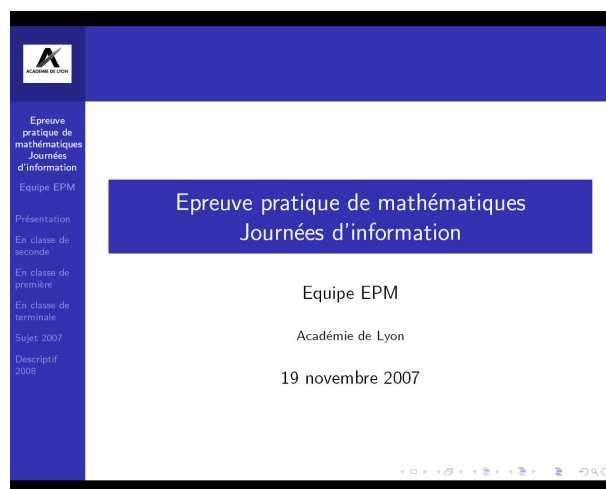 ACADEMIE DE LYON
Epreuve
pratique de
mathématiques
Journées
d'information
Equipe EPM
Présentation
En classe de
seconde
En classe de
première
En classe de
terminale
Sujet 2007
Descriptif
2008
Epreuve pratique de mathématiques
Journées d'information
Equipe EPM
Académie de Lyon
19 novembre 2007